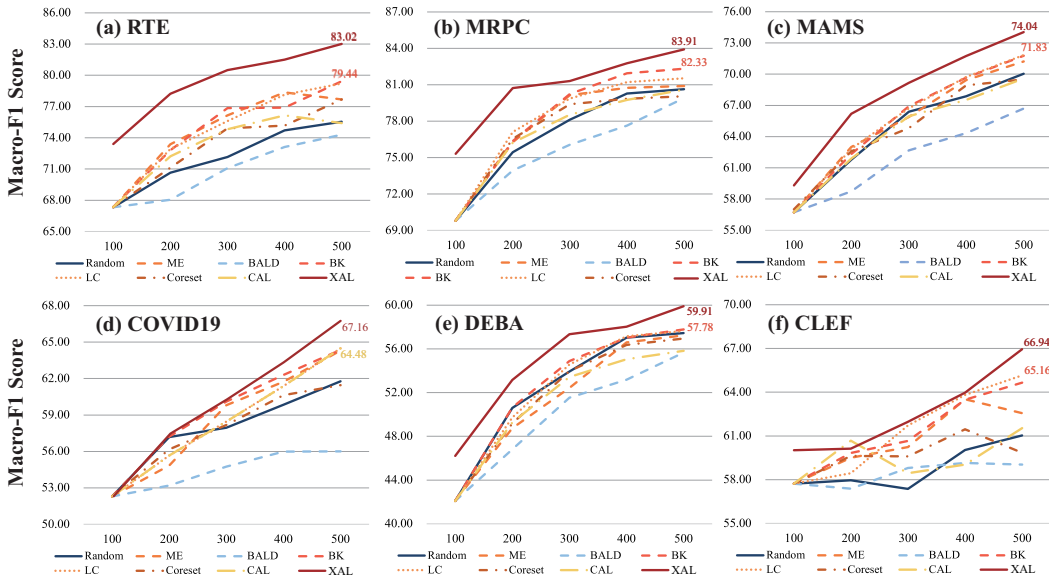 (a) RTE
86.00
83.00
80.00
77.00
74.00
71.00
68.00
65.00
83.02
79.44
100 200 300 400 500
Random ME BALD BK
LC Coreset CAL XAL
(b) MRPC
87.00
84.00
81.00
78.00
75.00
72.00
69.00
83.91
82.33
100 200 300 400 500
Random ME BALD BK
BK LC Coreset XAL
(c) MAMS
76.00
73.00
70.00
67.00
64.00
61.00
58.00
55.00
74.04
71.83
100 200 300 400 500
Random ME BALD BK
LC Coreset CAL XAL
Macro-F1 Score
(d) COVID19
68.00
65.00
62.00
59.00
56.00
53.00
50.00
67.16
64.48
100 200 300 400 500
Random ME BALD BK
LC Coreset CAL XAL
(e) DEBA
60.00
56.00
52.00
48.00
44.00
40.00
59.91
57.78
100 200 300 400 500
Random ME BALD BK
LC Coreset CAL XAL
(f) CLEF
70.00
67.00
64.00
61.00
58.00
55.00
66.94
65.16
100 200 300 400 500
Random ME BALD BK
LC Coreset CAL XAL
Macro-F1 Score